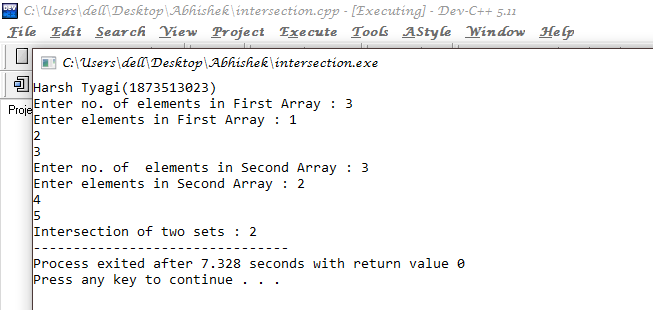 C:\Users\dell\Desktop\Abhishek\intersection.cpp - [Executing] - Dev-C++ 5.11
File Edit Search View Project Execute Tools AStyle Window Help
C:\Users\dell\Desktop\Abhishek\intersection.exe
Proje
Harsh Tyagi(1873513023)
Enter no. of elements in First Array : 3
Enter elements in First Array : 1
2
3
Enter no. of  elements in Second Array : 3
Enter elements in Second Array : 2
4
5
Intersection of two sets : 2
--------------------------------
Process exited after 7.328 seconds with return value 0
Press any key to continue . . .